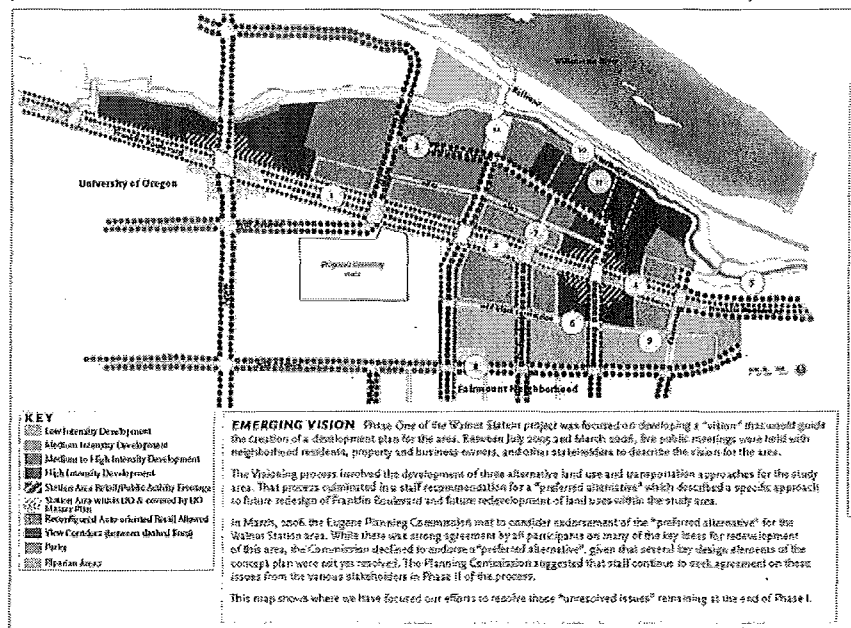 Willamette River
Railroad
University of Oregon
Fairmount Neighborhood
1
2
3
4
5
6
7
8
9
10
11
KEY
Low Intensity Development
Medium Intensity Development
Medium to High Intensity Development
High Intensity Development
Station Area Retail/Public Activity Frontage
Station Area within UO & covered by UO
Master Plan
Reconfigured Auto-oriented Retail Allowed
View Corridors (between dashed lines)
Parks
Riparian Areas
EMERGING VISION Phase One of the Walnut Station project was focused on developing a "vision" that would guide
the creation of a development plan for the area. Between July 2005 and March 2006, five public meetings were held with
neighborhood residents, property and business owners, and other stakeholders to describe the vision for the area.
The Visioning process involved the development of three alternative land use and transportation approaches for the study
area. That process culminated in a staff recommendation for a "preferred alternative" which described a specific approach
to future redesign of Franklin Boulevard and future redevelopment of land uses within the study area.
In March, 2006 the Eugene Planning Commission met to consider endorsement of the "preferred alternative" for the
Walnut Station area. While there was strong agreement by all participants on many of the key ideas for redevelopment
of this area, the Commission declined to endorse a "preferred alternative", given that several key design elements of the
concept plan were not yet resolved. The Planning Commission suggested that staff continue to seek agreement on these
issues from the various stakeholders in Phase II of the process.
This map shows where we have focused our efforts to resolve those "unresolved issues" remaining at the end of Phase I.